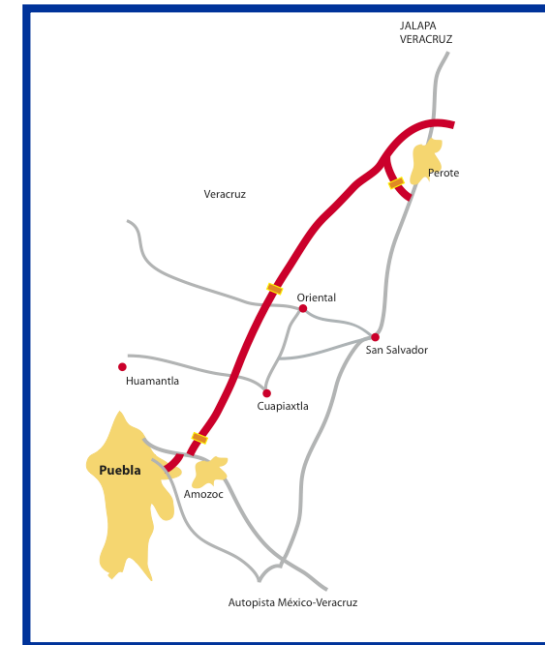 JALAPA
VERACRUZ
Perote
Veracruz
Oriental
San Salvador
Huamantla
Cuapiaxtla
Puebla
Amozoc
Autopista México-Veracruz